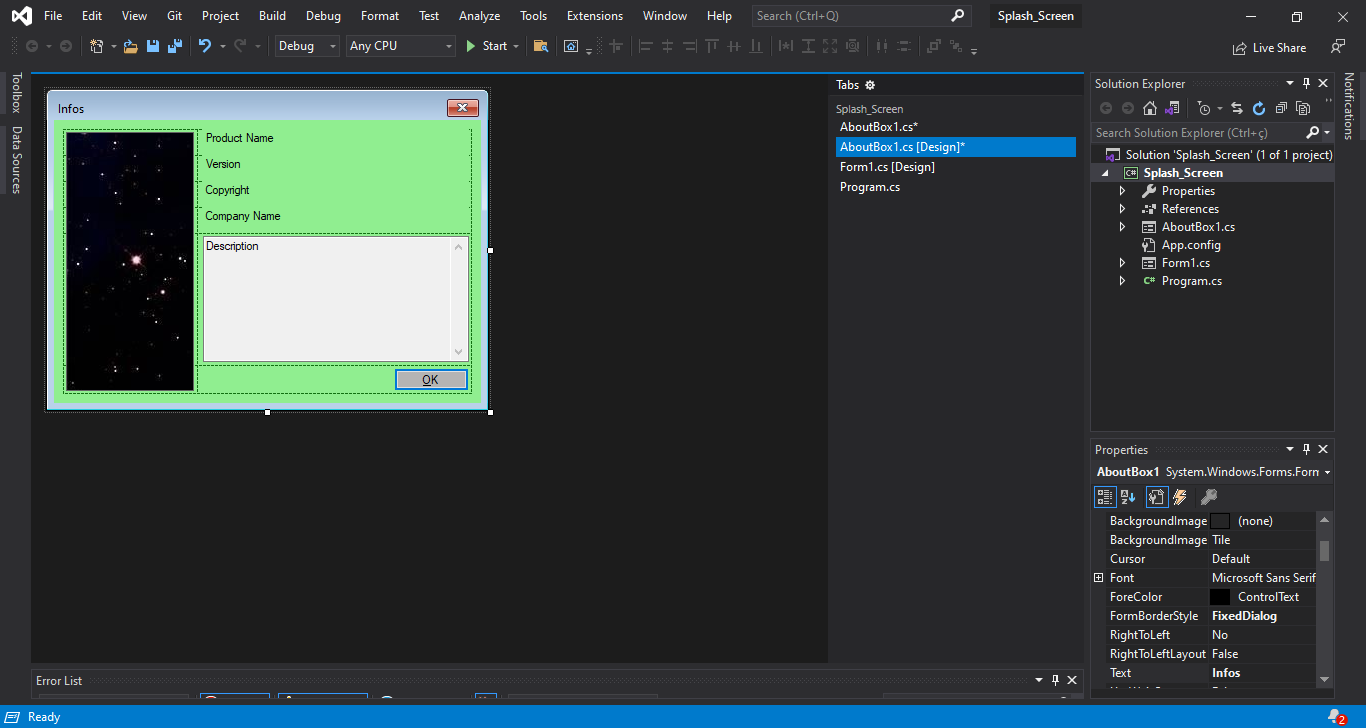 File Edit View Git Project Build Debug Format Test Analyze Tools Extensions Window Help Search (Ctrl+Q) Splash_Screen
Debug Any CPU Start Live Share
Toolbox
Data Sources
Infos
Product Name
Version
Copyright
Company Name
Description
OK
Tabs
Splash_Screen
AboutBox1.cs*
AboutBox1.cs [Design]*
Form1.cs [Design]
Program.cs
Solution Explorer
Search Solution Explorer (Ctrl+ç)
Solution 'Splash_Screen' (1 of 1 project)
C# Splash_Screen
Properties
References
AboutBox1.cs
App.config
Form1.cs
C# Program.cs
Notifications
Properties
AboutBox1 System.Windows.Forms.Form
BackgroundImage (none)
BackgroundImage Tile
Cursor Default
Font Microsoft Sans Serif
ForeColor ControlText
FormBorderStyle FixedDialog
RightToLeft No
RightToLeftLayout False
Text Infos
Error List
Ready
2